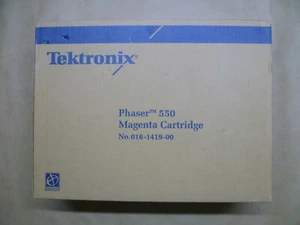 Tektronix
Phaser™ 550
Magenta Cartridge
No.016-1419-00